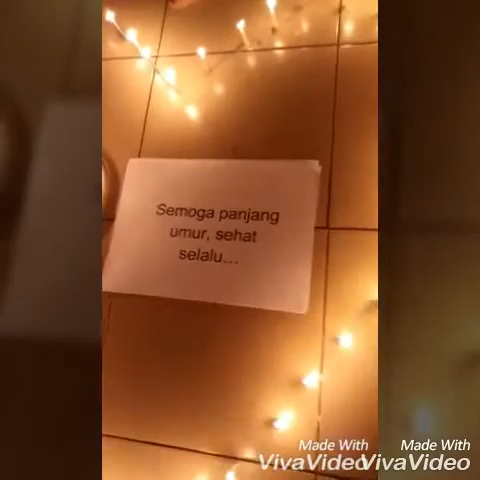 Semoga panjang
umur, sehat
selalu...
Made With
VivaVideo
Made With
VivaVideo